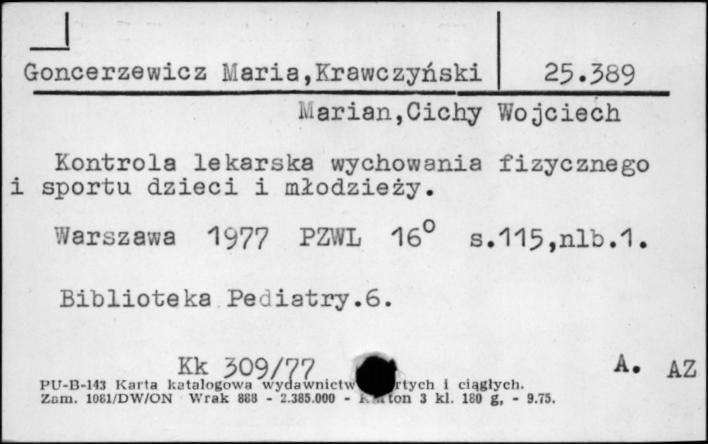 Goncerzewicz Maria,Krawczyński 25.389
Marian,Cichy Wojciech
Kontrola lekarska wychowania fizycznego
i sportu dzieci i młodzieży.
Warszawa 1977 PZWL 16° s.115,nlb.1.
Biblioteka Pediatry.6.
Kk 309/77 A. AZ
PU-B-143 Karta katalogowa wydawnictw i ciągłych.
Zam. 1081/DW/ON Wrak 888 - 2.385.000 - 3 kl. 180 g, - 9.75.